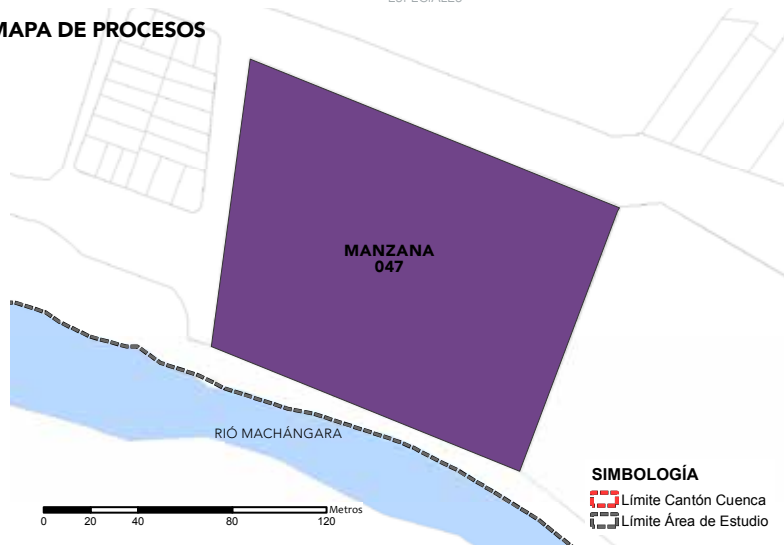 MAPA DE PROCESOS
MANZANA
047
RIÓ MACHÁNGARA
SIMBOLOGÍA
Límite Cantón Cuenca
Límite Área de Estudio
Metros
0 20 40 80 120